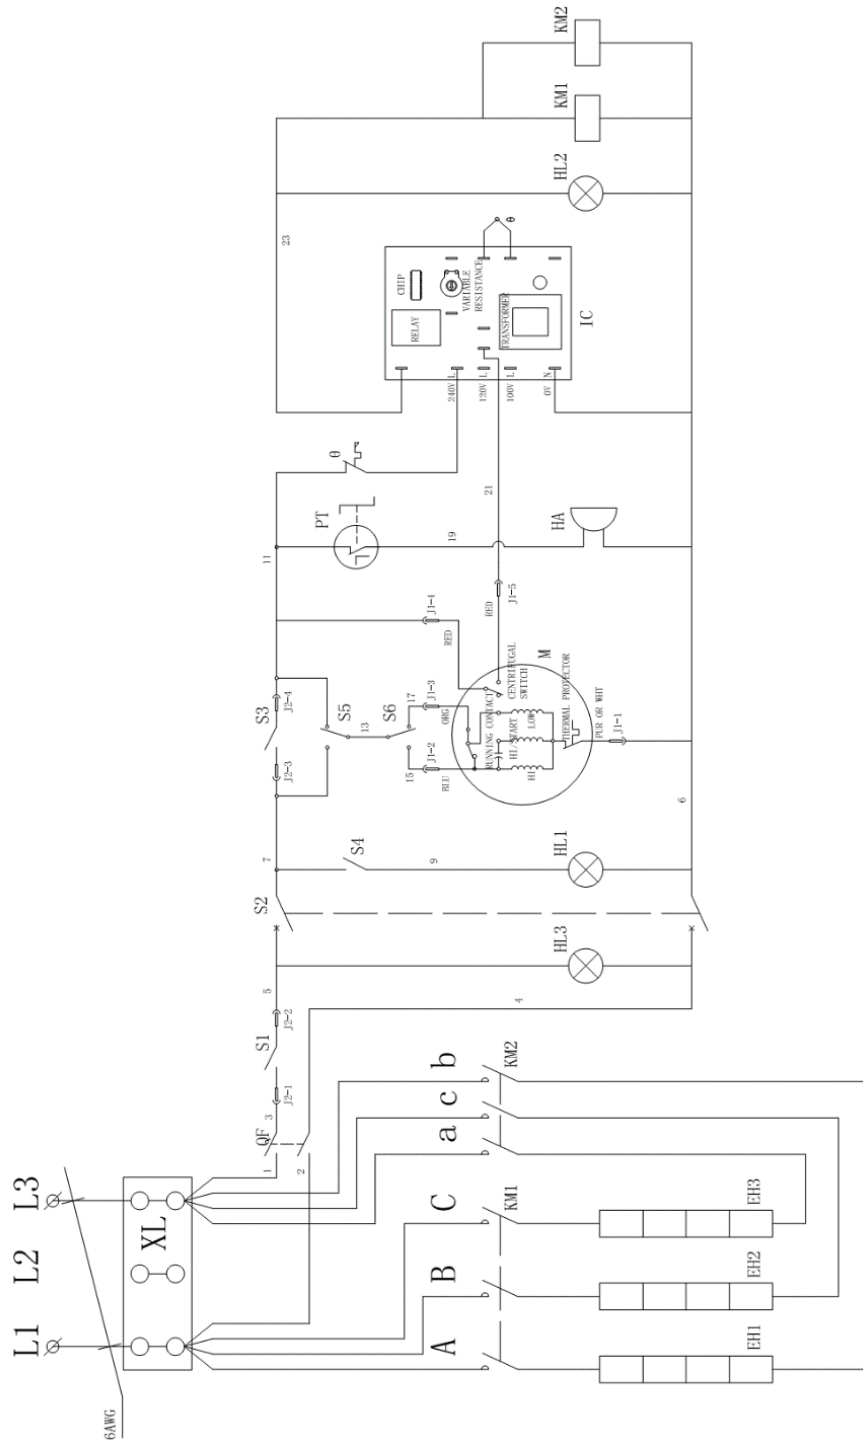 L1
L2
L3
6AWG
XL
1
2
QF
3
J2-1
S1
J2-2
5
4
A
B
C
a
c
b
KM1
KM2
EH1
EH2
EH3
HL3
S2
7
S4
9
HL1
6
J2-3
S3
J2-4
S5
13
S6
15
17
J1-2
J1-3
BLU
ORG
RUNNING CONTACT
HI/START
HI
LOW
CENTRIFUGAL
SWITCH
THERMAL PROTECTOR
M
PUR OR WHT
J1-1
J1-4
RED
RED
J1-5
11
PT
19
HA
21
θ
23
240V L
120V L
100V L
0V N
RELAY
CHIP
VARIABLE
RESISTANCE
TRANSFORMER
IC
θ
HL2
KM1
KM2